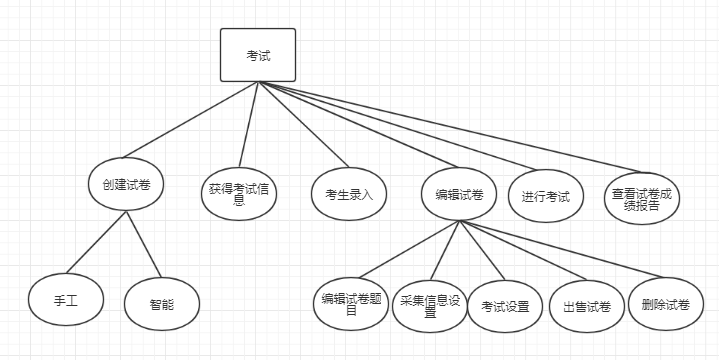 考试
创建试卷
获得考试信
息
考生录入
编辑试卷
进行考试
查看试卷成
绩报告
手工
智能
编辑试卷题
目
采集信息设
置
考试设置
出售试卷
删除试卷